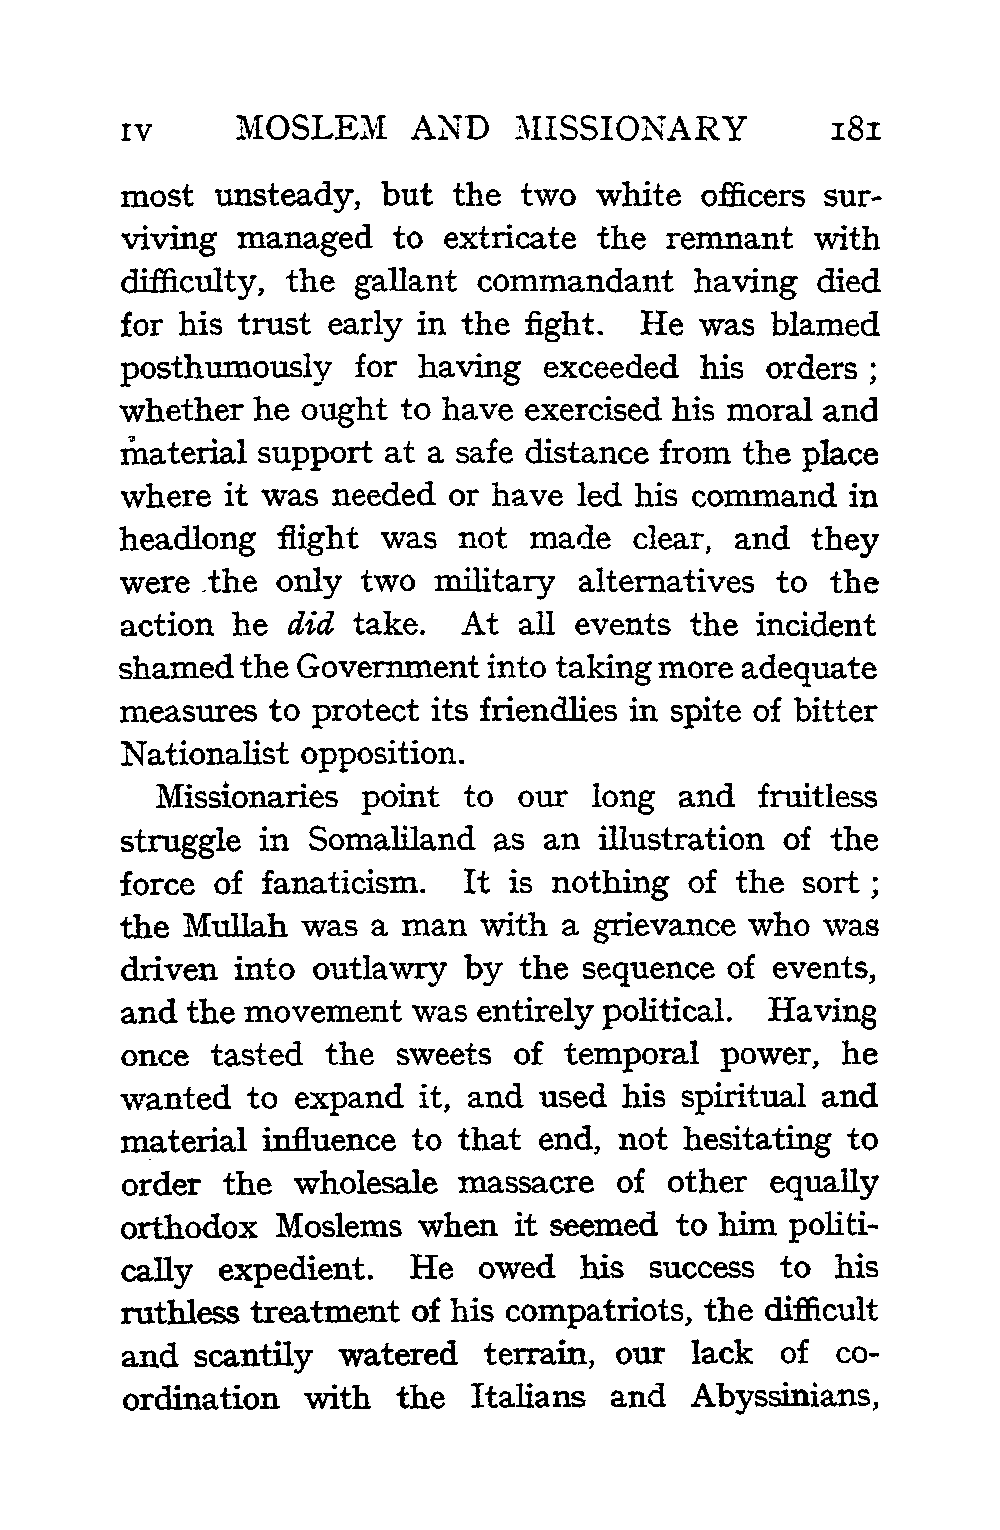 IV MOSLEM AND MISSIONARY 181
most unsteady, but the two white officers sur-
viving managed to extricate the remnant with
difficulty, the gallant commandant having died
for his trust early in the fight. He was blamed
posthumously for having exceeded his orders ;
whether he ought to have exercised his moral and
material support at a safe distance from the place
where it was needed or have led his command in
headlong flight was not made clear, and they
were the only two military alternatives to the
action he did take. At all events the incident
shamed the Government into taking more adequate
measures to protect its friendlies in spite of bitter
Nationalist opposition.
Missionaries point to our long and fruitless
struggle in Somaliland as an illustration of the
force of fanaticism. It is nothing of the sort ;
the Mullah was a man with a grievance who was
driven into outlawry by the sequence of events,
and the movement was entirely political. Having
once tasted the sweets of temporal power, he
wanted to expand it, and used his spiritual and
material influence to that end, not hesitating to
order the wholesale massacre of other equally
orthodox Moslems when it seemed to him politi-
cally expedient. He owed his success to his
ruthless treatment of his compatriots, the difficult
and scantily watered terrain, our lack of co-
ordination with the Italians and Abyssinians,